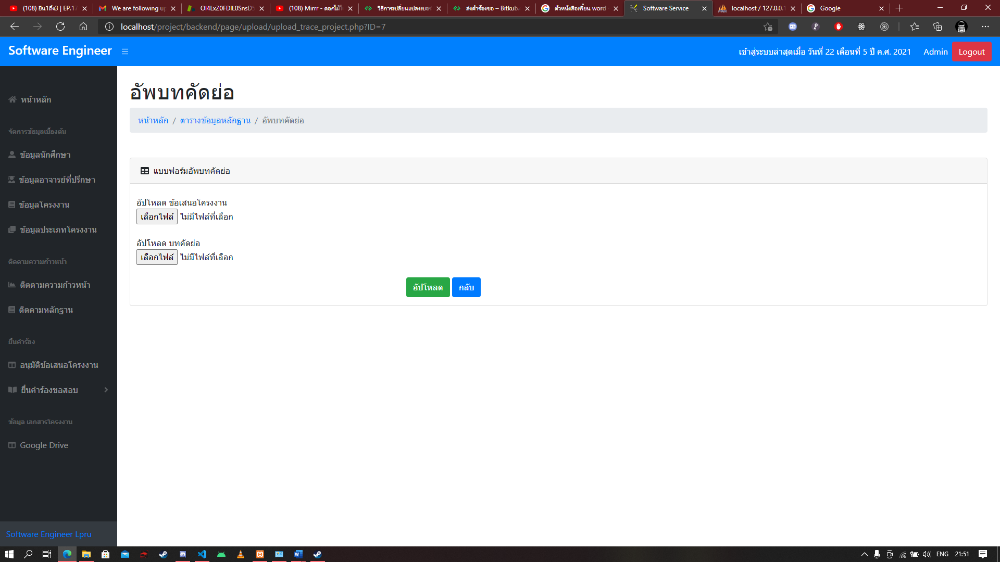 (108) ยิน1ถึง3 | EP.17
We are following up
OI4LxZ0FDIL0SnsD5
(108) Mirrr - ดอกไม้ใ
วิธีการเปลี่ยนแปลงเบอร์
ส่งคำร้องขอ – Bitkub.
ตัวหนังสือเพี้ยน word
Software Service
localhost / 127.0.0.1
Google
localhost/project/backend/page/upload/upload_trace_project.php?ID=7
Software Engineer
เข้าสู่ระบบล่าสุดเมื่อ วันที่ 22 เดือนที่ 5 ปี ค.ศ. 2021
Admin
Logout
หน้าหลัก
จัดการข้อมูลเบื้องต้น
ข้อมูลนักศึกษา
ข้อมูลอาจารย์ที่ปรึกษา
ข้อมูลโครงงาน
ข้อมูลประเภทโครงงาน
ติดตามความก้าวหน้า
ติดตามความก้าวหน้า
ติดตามหลักฐาน
ยื่นคำร้อง
อนุมัติข้อเสนอโครงงาน
ยื่นคำร้องขอสอบ
ข้อมูล เอกสารโครงงาน
Google Drive
Software Engineer Lpru
อัพบทคัดย่อ
หน้าหลัก / ตารางข้อมูลหลักฐาน / อัพบทคัดย่อ
แบบฟอร์มอัพบทคัดย่อ
อัปโหลด ข้อเสนอโครงงาน
เลือกไฟล์ ไม่มีไฟล์ที่เลือก
อัปโหลด บทคัดย่อ
เลือกไฟล์ ไม่มีไฟล์ที่เลือก
อัปโหลด กลับ
ENG 21:51